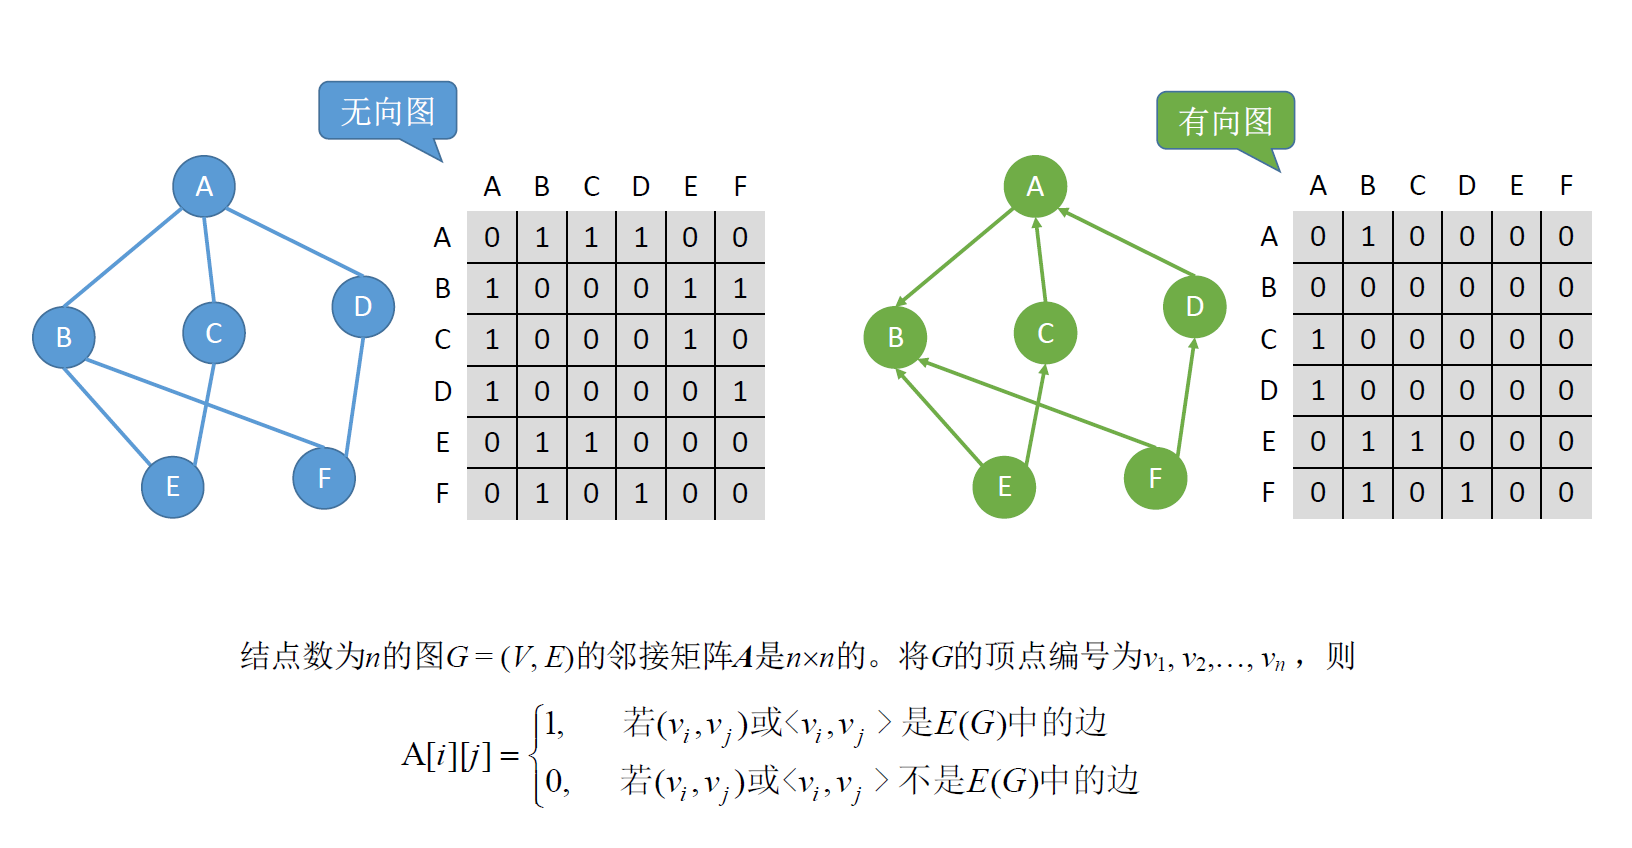 无向图
有向图
A
B
C
D
E
F
A B C D E F
A 0 1 1 1 0 0
B 1 0 0 0 1 1
C 1 0 0 0 1 0
D 1 0 0 0 0 1
E 0 1 1 0 0 0
F 0 1 0 1 0 0
A
B
C
D
E
F
A B C D E F
A 0 1 0 0 0 0
B 0 0 0 0 0 0
C 1 0 0 0 0 0
D 1 0 0 0 0 0
E 0 1 1 0 0 0
F 0 1 0 1 0 0
结点数为n的图G = (V, E)的邻接矩阵A是n×n的。将G的顶点编号为v₁, v₂,…, vₙ，则
A[i][j] = {1, 若(vᵢ,vⱼ)或<vᵢ,vⱼ>是E(G)中的边
0, 若(vᵢ,vⱼ)或<vᵢ,vⱼ>不是E(G)中的边